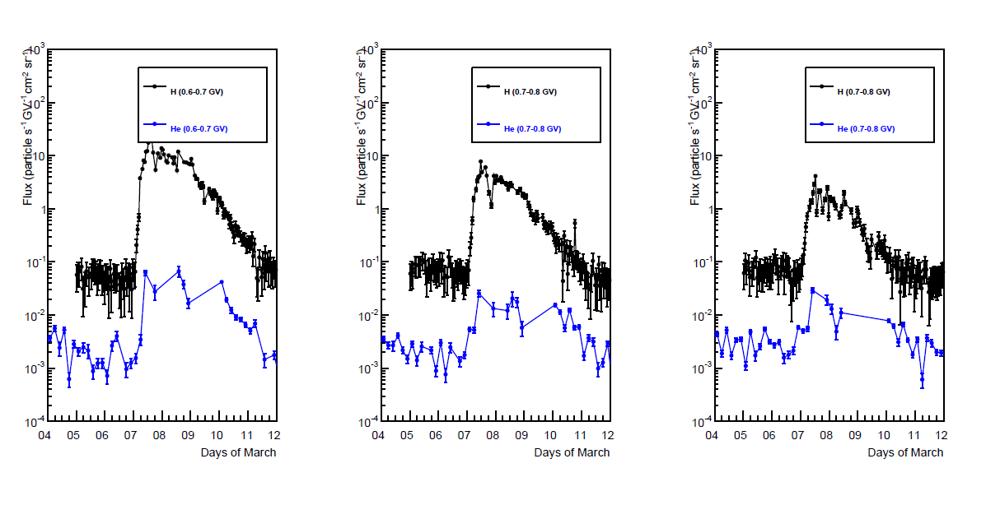 Flux (particle s⁻¹ GV⁻¹ cm⁻² sr⁻¹)
10³
10²
10
1
10⁻¹
10⁻²
10⁻³
10⁻⁴
H (0.6-0.7 GV)
He (0.6-0.7 GV)
04 05 06 07 08 09 10 11 12
Days of March
Flux (particle s⁻¹ GV⁻¹ cm⁻² sr⁻¹)
10³
10²
10
1
10⁻¹
10⁻²
10⁻³
10⁻⁴
H (0.7-0.8 GV)
He (0.7-0.8 GV)
04 05 06 07 08 09 10 11 12
Days of March
Flux (particle s⁻¹ GV⁻¹ cm⁻² sr⁻¹)
10³
10²
10
1
10⁻¹
10⁻²
10⁻³
10⁻⁴
H (0.7-0.8 GV)
He (0.7-0.8 GV)
04 05 06 07 08 09 10 11 12
Days of March